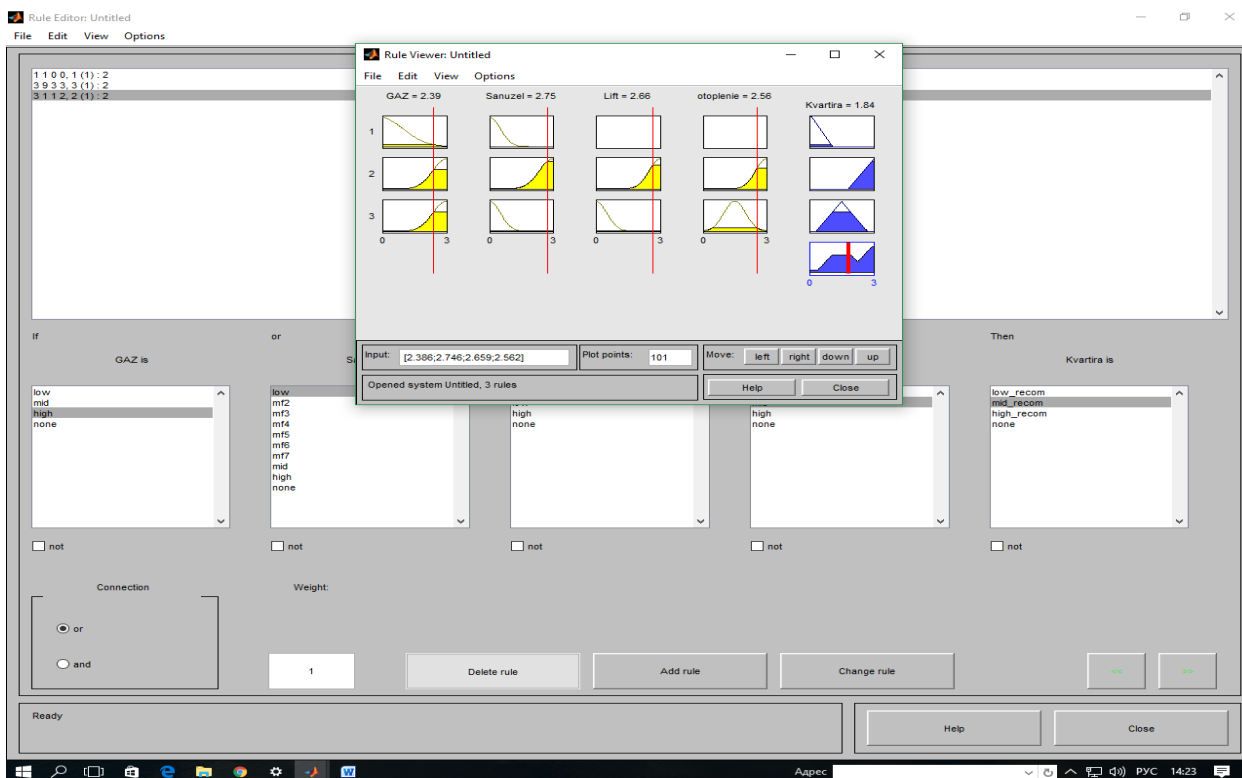 Rule Editor: Untitled
File Edit View Options
1 1 0 0, 1 (1) : 2
3 9 3 3, 3 (1) : 2
3 1 1 2, 2 (1) : 2
Rule Viewer: Untitled
File Edit View Options
GAZ = 2.39 Sanuzel = 2.75 Lift = 2.66 otoplenie = 2.56 Kvartira = 1.84
1
2
3
0 3 0 3 0 3 0 3
0 3
Input: [2.386;2.746;2.659;2.562] Plot points: 101 Move: left right down up
Opened system Untitled, 3 rules Help Close
If or Then
GAZ is Kvartira is
low
mid
high
none
low
mf2
mf3
mf4
mf5
mf6
mf7
mid
high
none
high
none
high
none
low_recom
mid_recom
high_recom
none
not not not not not
Connection Weight:
or
and
1 Delete rule Add rule Change rule << >>
Ready Help Close
Адрес РУС 14:23